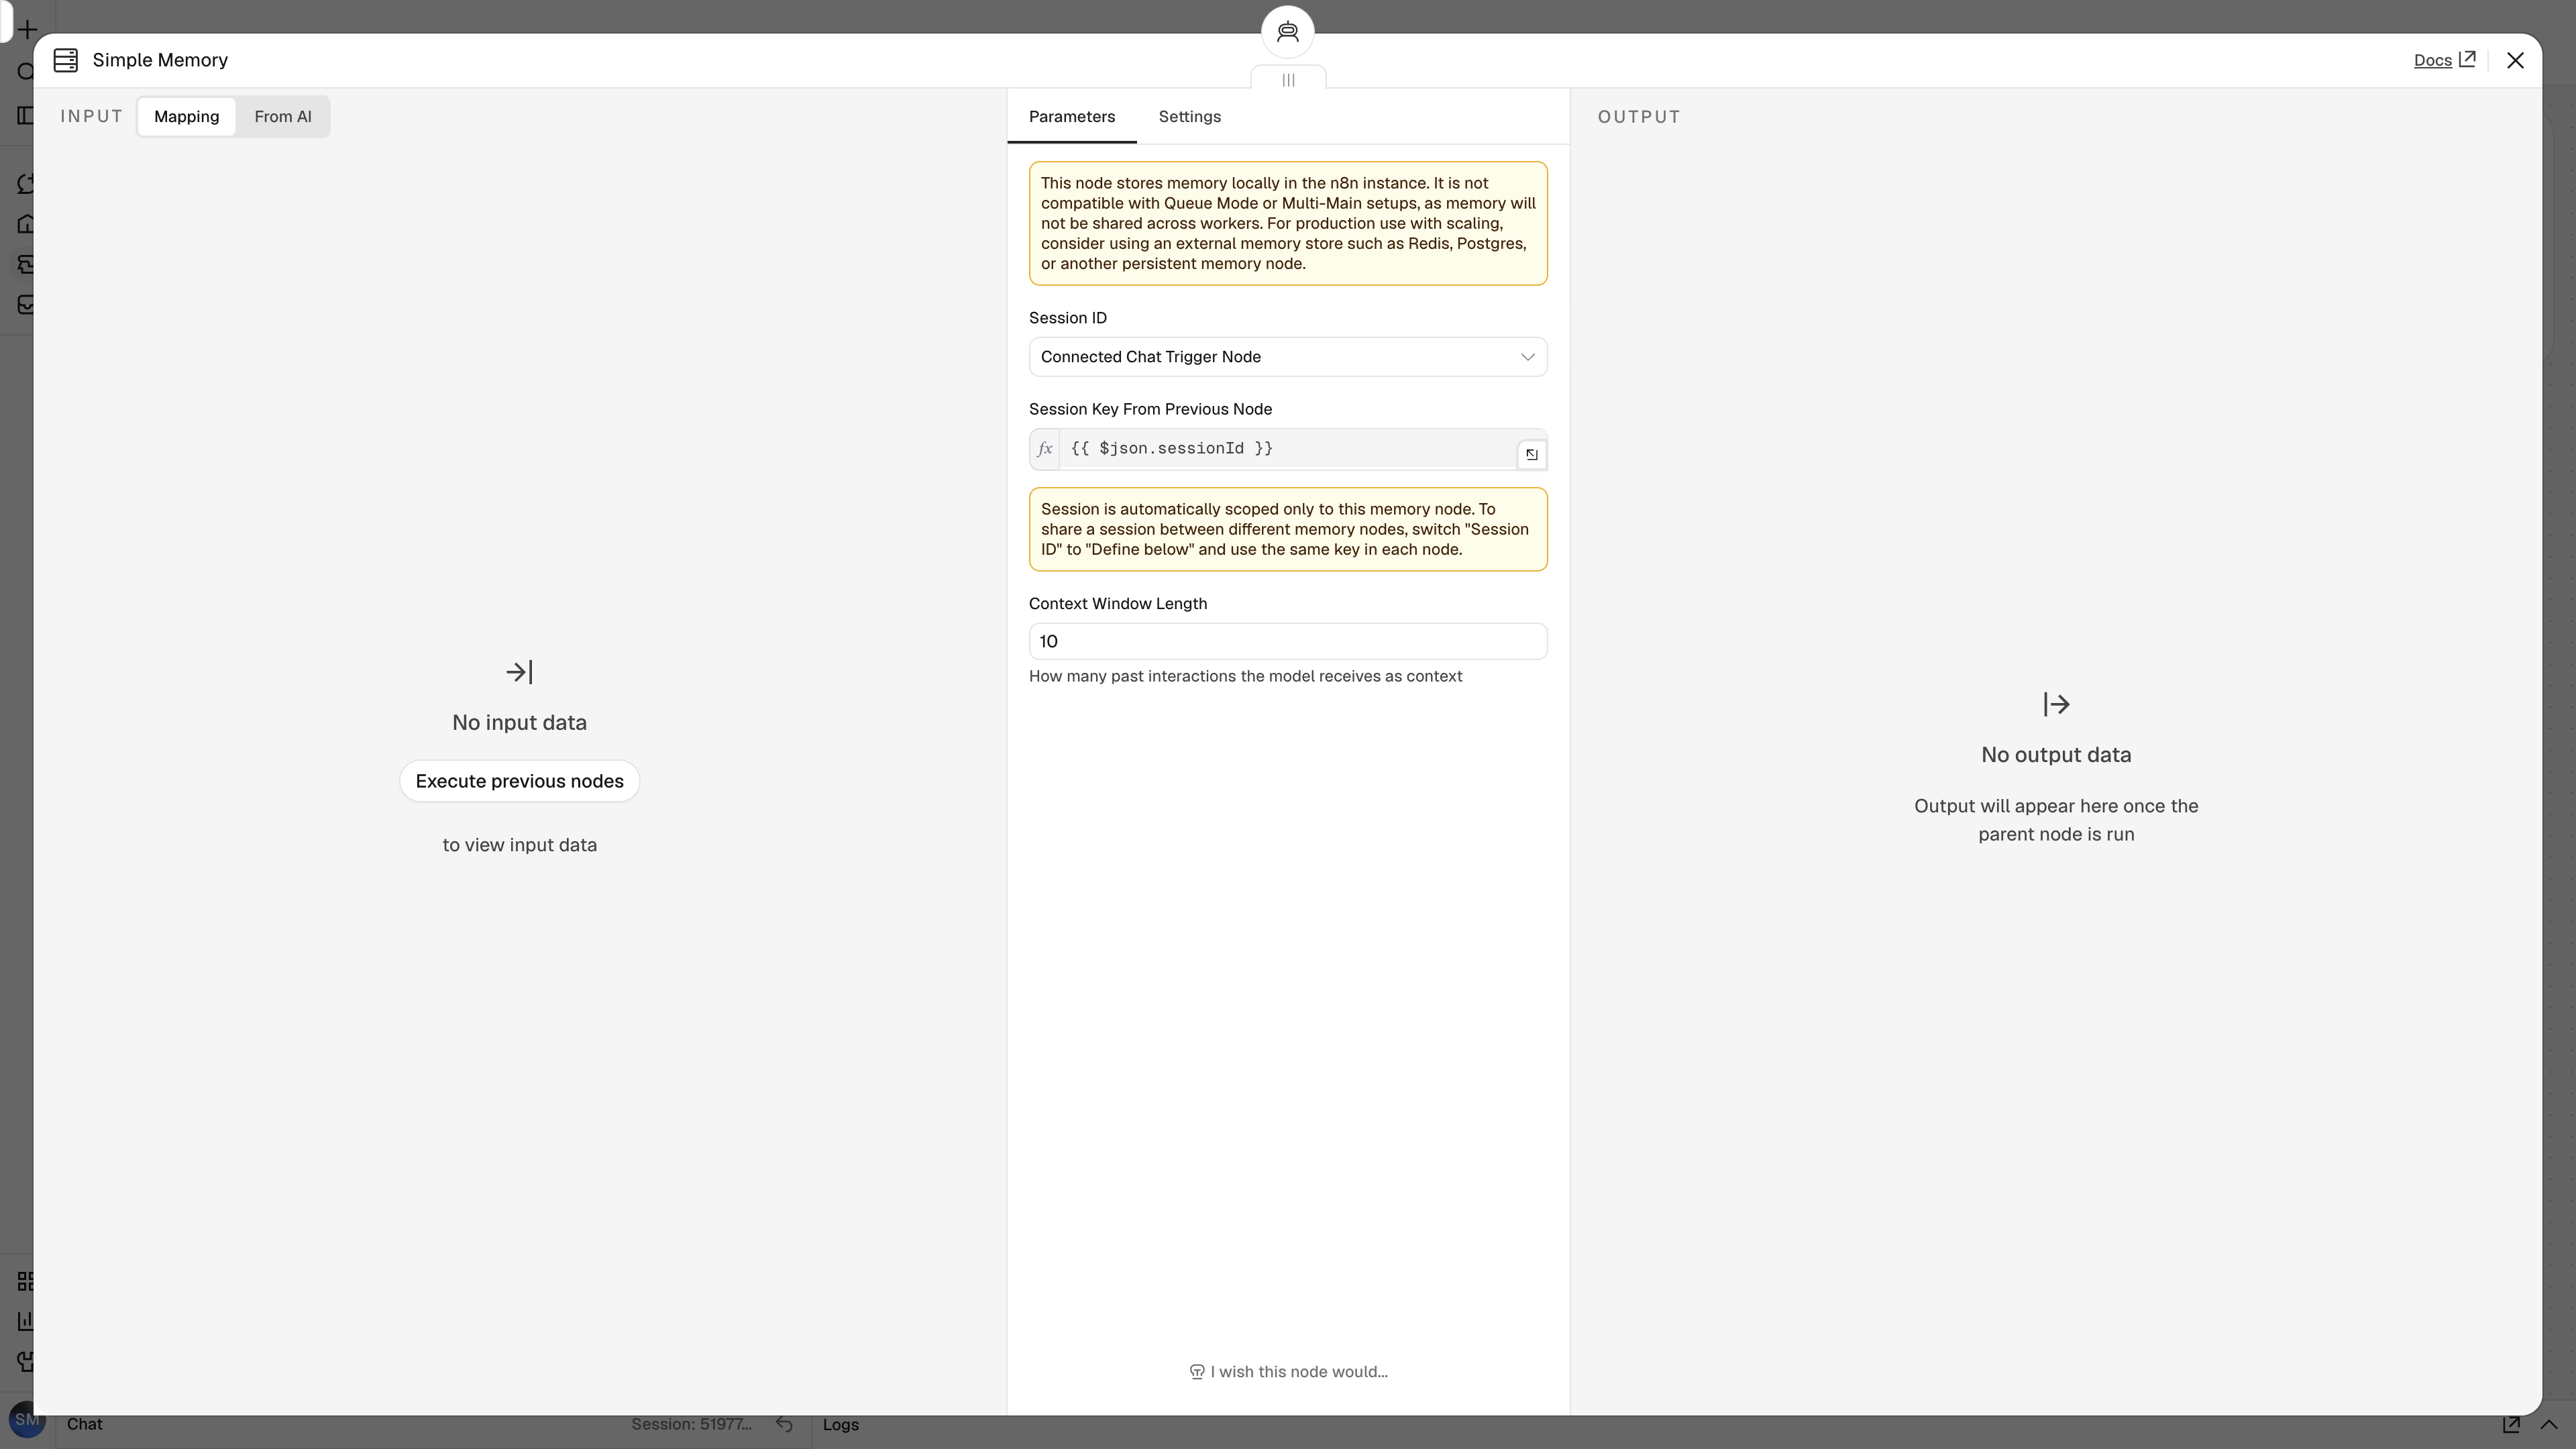 Simple Memory
Docs
INPUT
Mapping
From AI
No input data
Execute previous nodes
to view input data
Parameters
Settings
This node stores memory locally in the n8n instance. It is not
compatible with Queue Mode or Multi-Main setups, as memory will
not be shared across workers. For production use with scaling,
consider using an external memory store such as Redis, Postgres,
or another persistent memory node.
Session ID
Connected Chat Trigger Node
Session Key From Previous Node
fx {{ $json.sessionId }}
Session is automatically scoped only to this memory node. To
share a session between different memory nodes, switch "Session
ID" to "Define below" and use the same key in each node.
Context Window Length
10
How many past interactions the model receives as context
I wish this node would...
OUTPUT
No output data
Output will appear here once the
parent node is run
SM
Chat
Session: 51977...
Logs